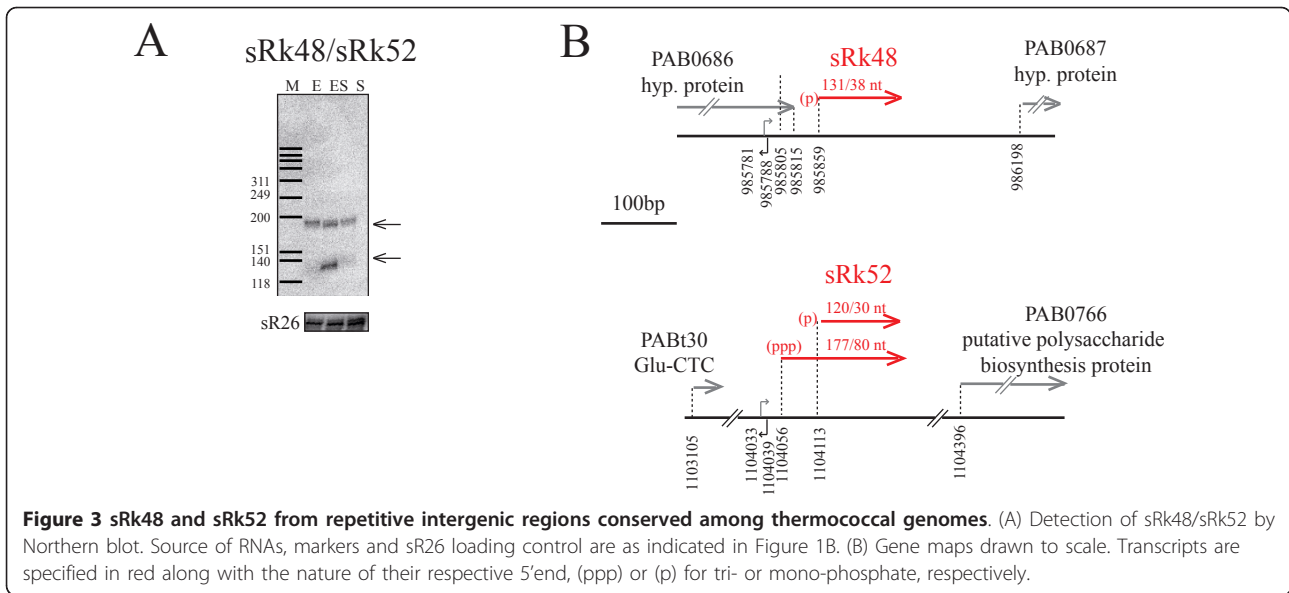 A
sRk48/sRk52
M E ES S
311
249
200
151
140
118
sR26
B
PAB0686
hyp. protein
sRk48
(p) 131/38 nt
PAB0687
hyp. protein
985781
985788
985805
985815
985859
986198
100bp
sRk52
(p) 120/30 nt
(ppp) 177/80 nt
PABt30
Glu-CTC
PAB0766
putative polysaccharide
biosynthesis protein
1103105
1104033
1104039
1104056
1104113
1104396
Figure 3 sRk48 and sRk52 from repetitive intergenic regions conserved among thermococcal genomes. (A) Detection of sRk48/sRk52 by
Northern blot. Source of RNAs, markers and sR26 loading control are as indicated in Figure 1B. (B) Gene maps drawn to scale. Transcripts are
specified in red along with the nature of their respective 5'end, (ppp) or (p) for tri- or mono-phosphate, respectively.